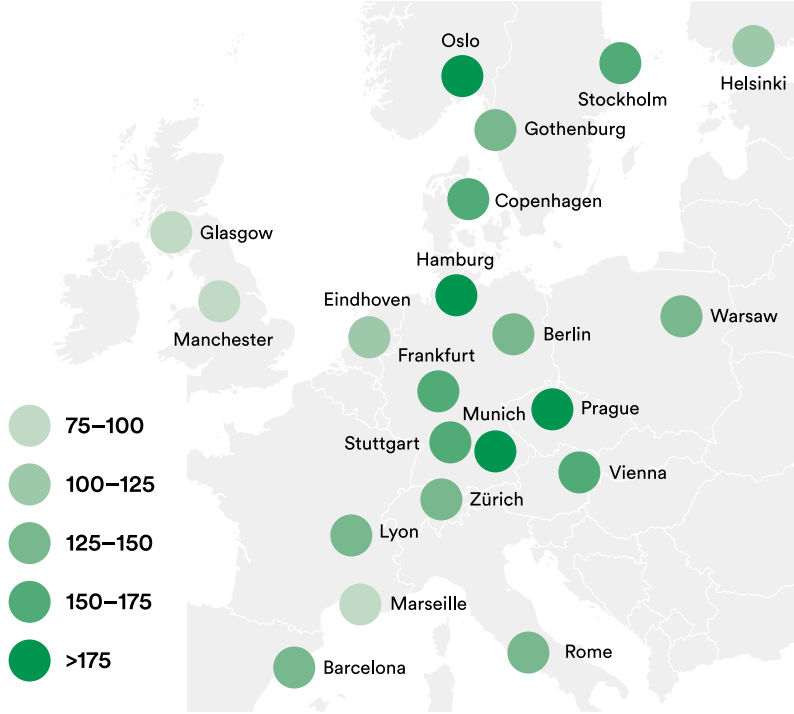 Oslo
Helsinki
Stockholm
Gothenburg
Copenhagen
Glasgow
Hamburg
Eindhoven
Warsaw
Manchester
Berlin
Frankfurt
Munich
Prague
Stuttgart
Vienna
Zürich
Lyon
Marseille
Rome
Barcelona
75–100
100–125
125–150
150–175
>175